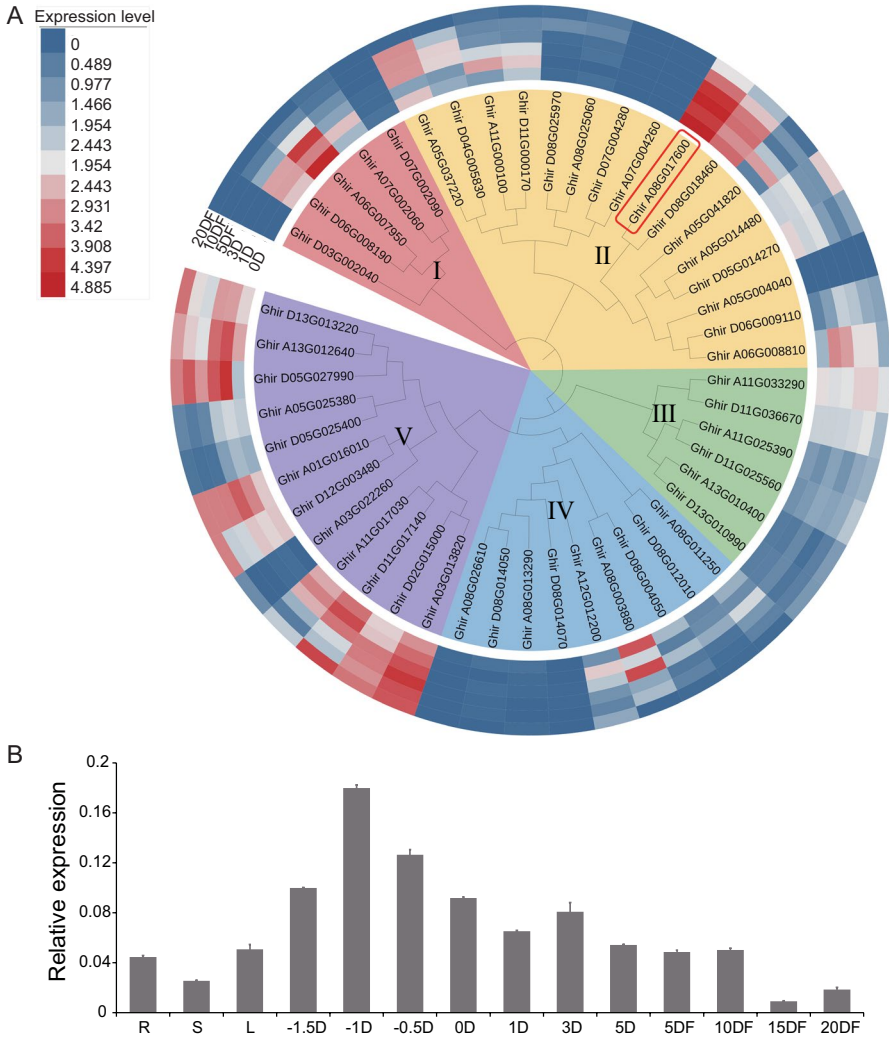 A
Expression level
0
0.489
0.977
1.466
1.954
2.443
1.954
2.443
2.931
3.42
3.908
4.397
4.885
20DF
10DF
5DF
3D
1D
0D
Ghir D03G002040
Ghir D06G008190
Ghir A06G007950
Ghir A07G002060
Ghir D07G002090
I
Ghir A05G037220
Ghir D04G005830
Ghir A11G000100
Ghir D11G000170
Ghir D08G025970
Ghir A08G025060
Ghir D07G004280
Ghir A07G004260
Ghir A08G017600
Ghir D08G018460
Ghir A05G041820
Ghir A05G014480
Ghir D05G014270
Ghir A05G004040
Ghir D06G009110
Ghir A06G008810
II
Ghir A11G033290
Ghir D11G036670
Ghir A11G025390
Ghir D11G025560
Ghir A13G010400
Ghir D13G010990
III
Ghir A08G011250
Ghir D08G012010
Ghir D08G004050
Ghir A08G003880
Ghir A12G012200
Ghir D08G014070
Ghir A08G013290
Ghir D08G014050
Ghir A08G026610
IV
Ghir A03G013820
Ghir D02G015000
Ghir D11G017140
Ghir A11G017030
Ghir A03G022260
Ghir D12G003480
Ghir A01G016010
Ghir D05G025400
Ghir A05G025380
Ghir D05G027990
Ghir A13G012640
Ghir D13G013220
V
B
Relative expression
0.2
0.16
0.12
0.08
0.04
0
R S L -1.5D -1D -0.5D 0D 1D 3D 5D 5DF 10DF 15DF 20DF